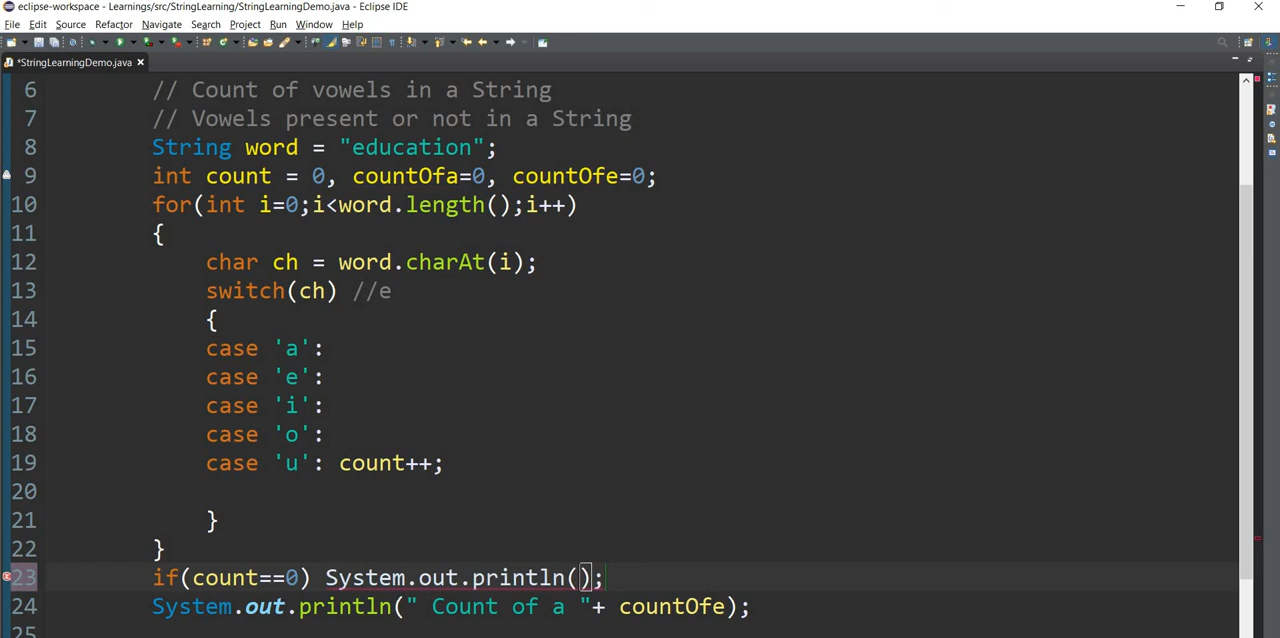 eclipse-workspace - Learnings/src/StringLearning/StringLearningDemo.java - Eclipse IDE
File Edit Source Refactor Navigate Search Project Run Window Help
*StringLearningDemo.java
6 // Count of vowels in a String
7 // Vowels present or not in a String
8 String word = "education";
9 int count = 0, countOfa=0, countOfe=0;
10 for(int i=0;i<word.length();i++)
11 {
12 char ch = word.charAt(i);
13 switch(ch) //e
14 {
15 case 'a':
16 case 'e':
17 case 'i':
18 case 'o':
19 case 'u': count++;
20
21 }
22 }
23 if(count==0) System.out.println();
24 System.out.println(" Count of a "+ countOfe);
25